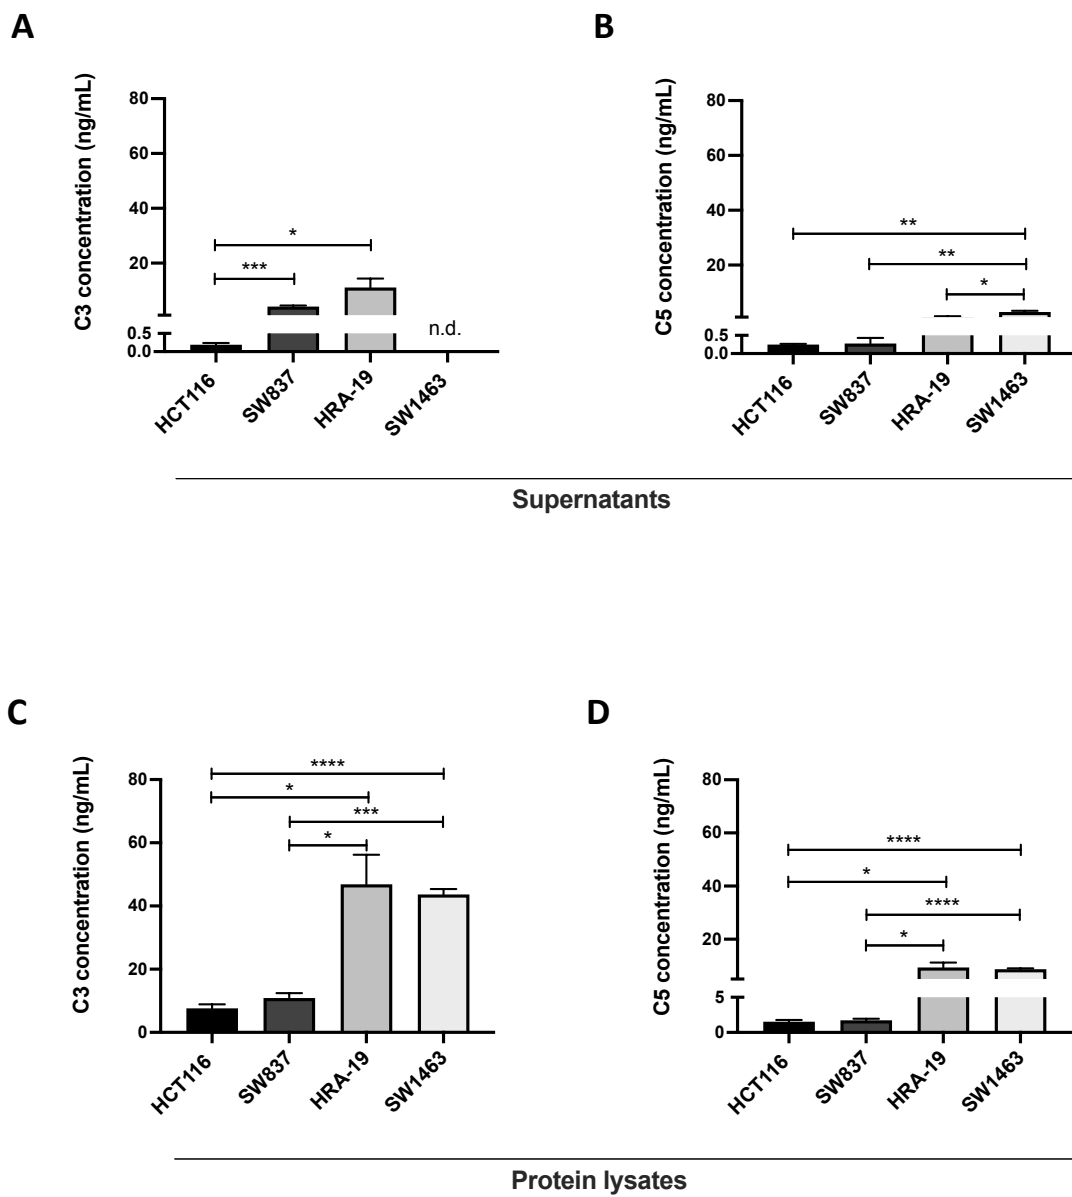 A
C3 concentration (ng/mL)
80
60
40
20
0.5
0.0
*
***
n.d.
HCT116
SW837
HRA-19
SW1463
B
C5 concentration (ng/mL)
80
60
40
20
0.5
0.0
**
**
*
HCT116
SW837
HRA-19
SW1463
Supernatants
C
C3 concentration (ng/mL)
80
60
40
20
0
****
*
***
*
HCT116
SW837
HRA-19
SW1463
D
C5 concentration (ng/mL)
80
60
40
20
5
0
****
*
****
*
HCT116
SW837
HRA-19
SW1463
Protein lysates